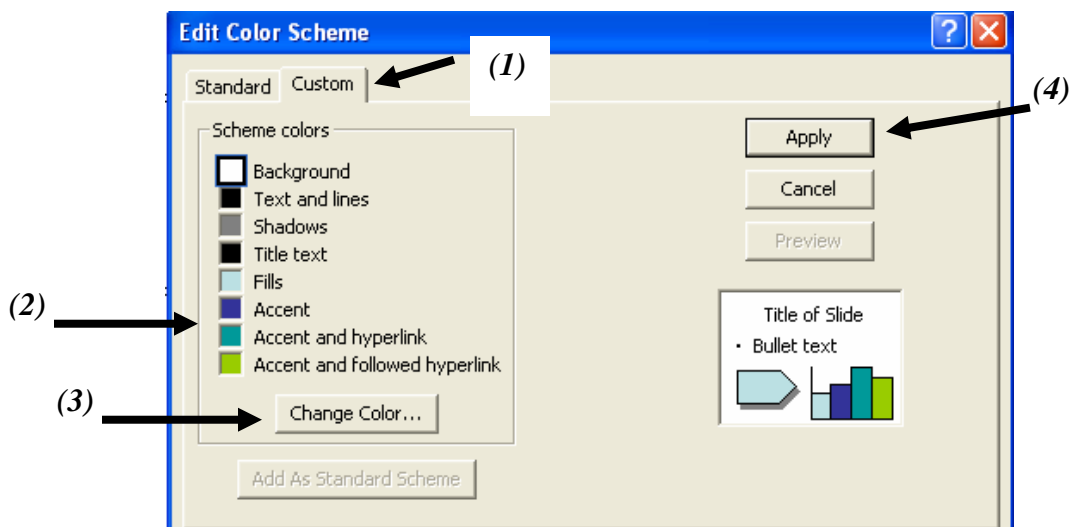 Edit Color Scheme
(1)
Standard Custom
(4)
Scheme colors
Apply
Background
Cancel
Text and lines
Shadows
Preview
Title text
Fills
(2)
Accent
Title of Slide
Accent and hyperlink
• Bullet text
Accent and followed hyperlink
(3)
Change Color...
Add As Standard Scheme